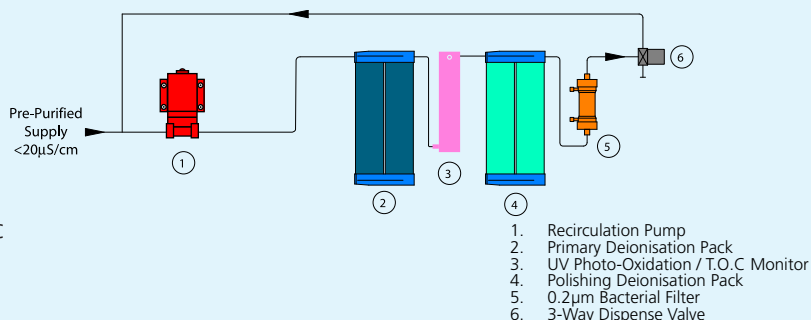 Pre-Purified
Supply
<20µS/cm
1
2
3
4
5
6
C
1. Recirculation Pump
2. Primary Deionisation Pack
3. UV Photo-Oxidation / T.O.C Monitor
4. Polishing Deionisation Pack
5. 0.2µm Bacterial Filter
6. 3-Way Dispense Valve